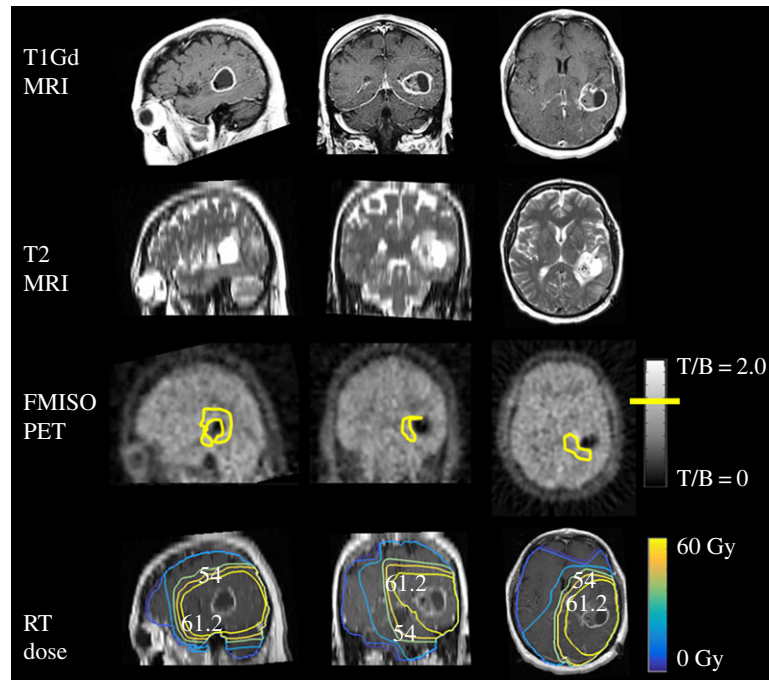 T1Gd
MRI
T2
MRI
FMISO
PET
T/B = 2.0
T/B = 0
RT
dose
54
61.2
61.2
54
54
61.2
60 Gy
0 Gy